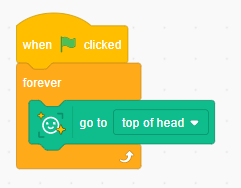 when clicked
forever
go to top of head